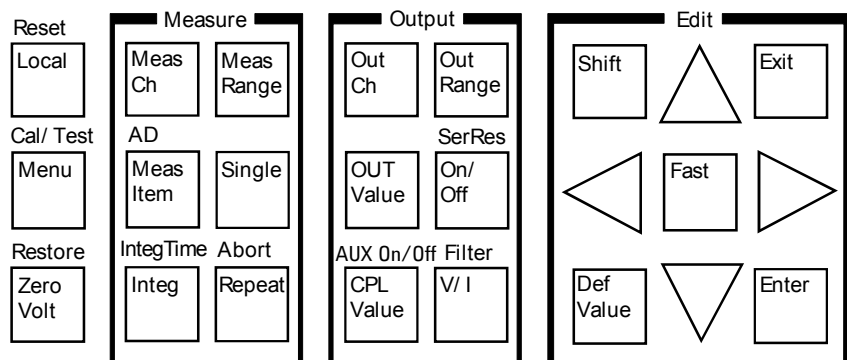 Measure
Output
Edit
Reset
Local
Meas
Ch
Meas
Range
Out
Ch
Out
Range
Shift
Exit
Cal/ Test
AD
SerRes
Menu
Meas
Item
Single
OUT
Value
On/
Off
Fast
Restore
IntegTime
Abort
AUX On/Off
Filter
Zero
Volt
Integ
Repeat
CPL
Value
V/ I
Def
Value
Enter